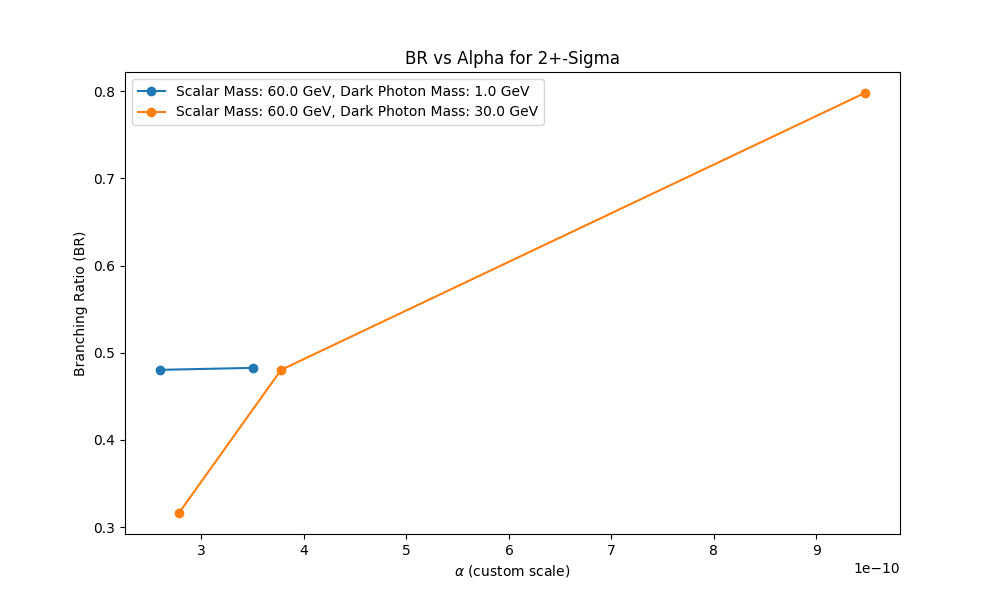 BR vs Alpha for 2+-Sigma
Scalar Mass: 60.0 GeV, Dark Photon Mass: 1.0 GeV
Scalar Mass: 60.0 GeV, Dark Photon Mass: 30.0 GeV
Branching Ratio (BR)
0.8
0.7
0.6
0.5
0.4
0.3
3 4 5 6 7 8 9
1e−10
α (custom scale)